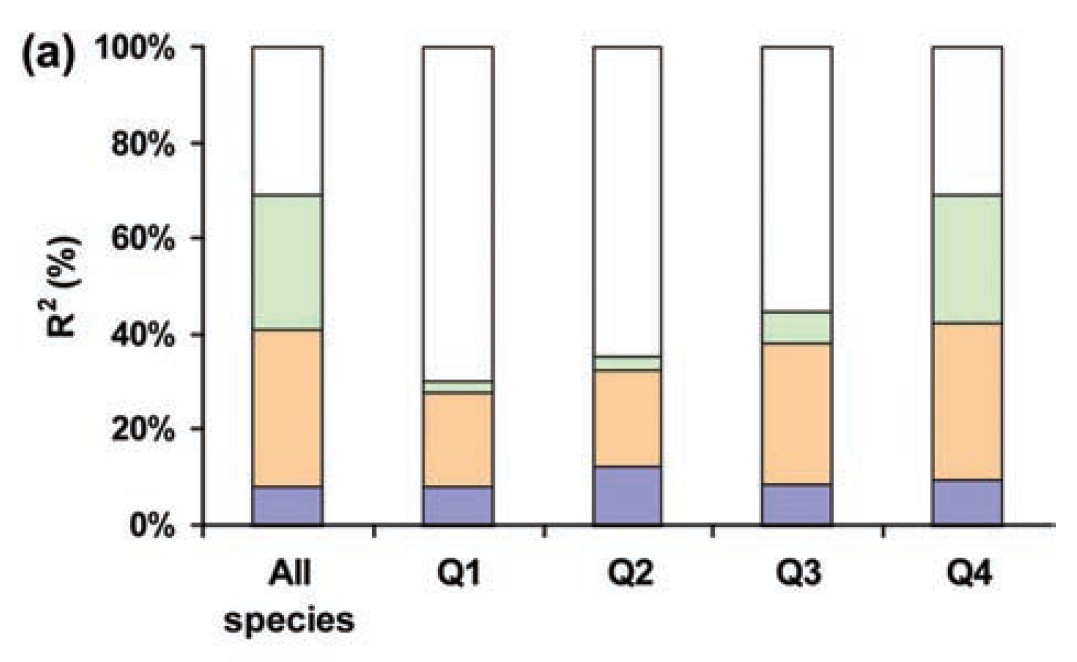 (a)
100%
80%
60%
40%
20%
0%
R² (%)
All species
Q1
Q2
Q3
Q4